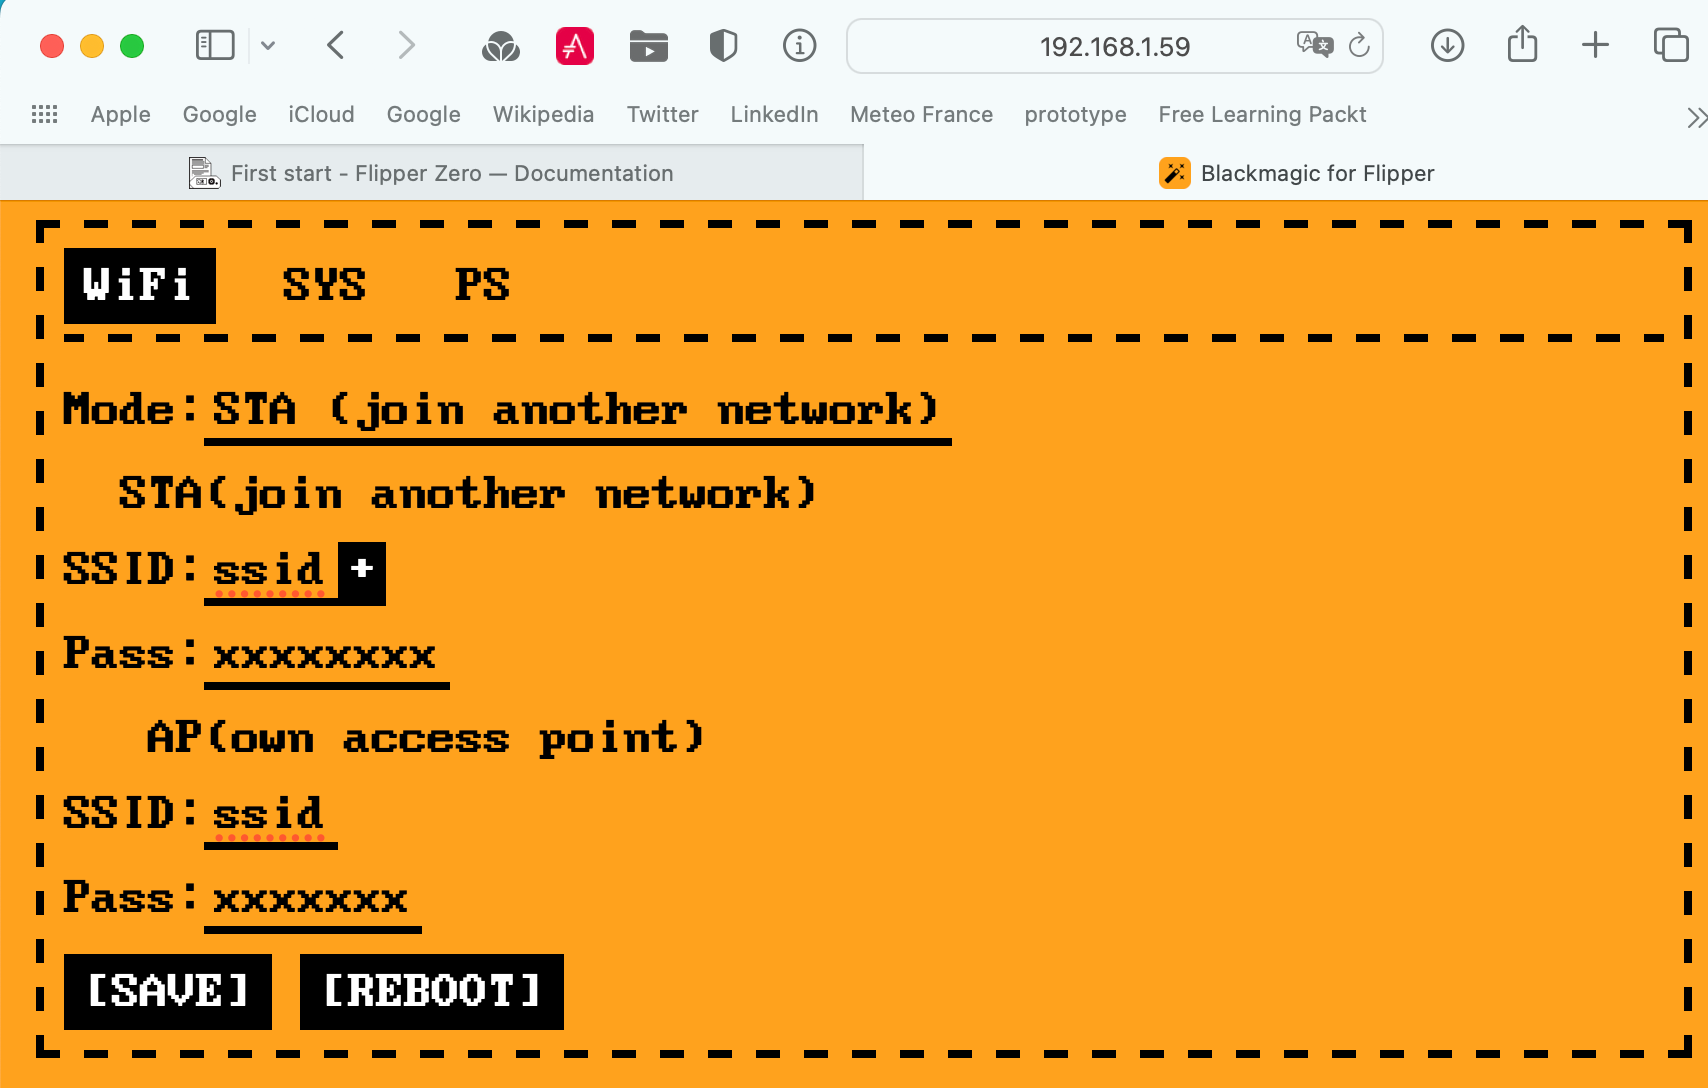 192.168.1.59
Apple Google iCloud Google Wikipedia Twitter LinkedIn Meteo France prototype Free Learning Packt
First start - Flipper Zero — Documentation Blackmagic for Flipper
WiFi SYS PS
Mode: STA (join another network)
STA(join another network)
SSID: ssid +
Pass: xxxxxxxx
AP(own access point)
SSID: ssid
Pass: xxxxxxx
[SAVE] [REBOOT]